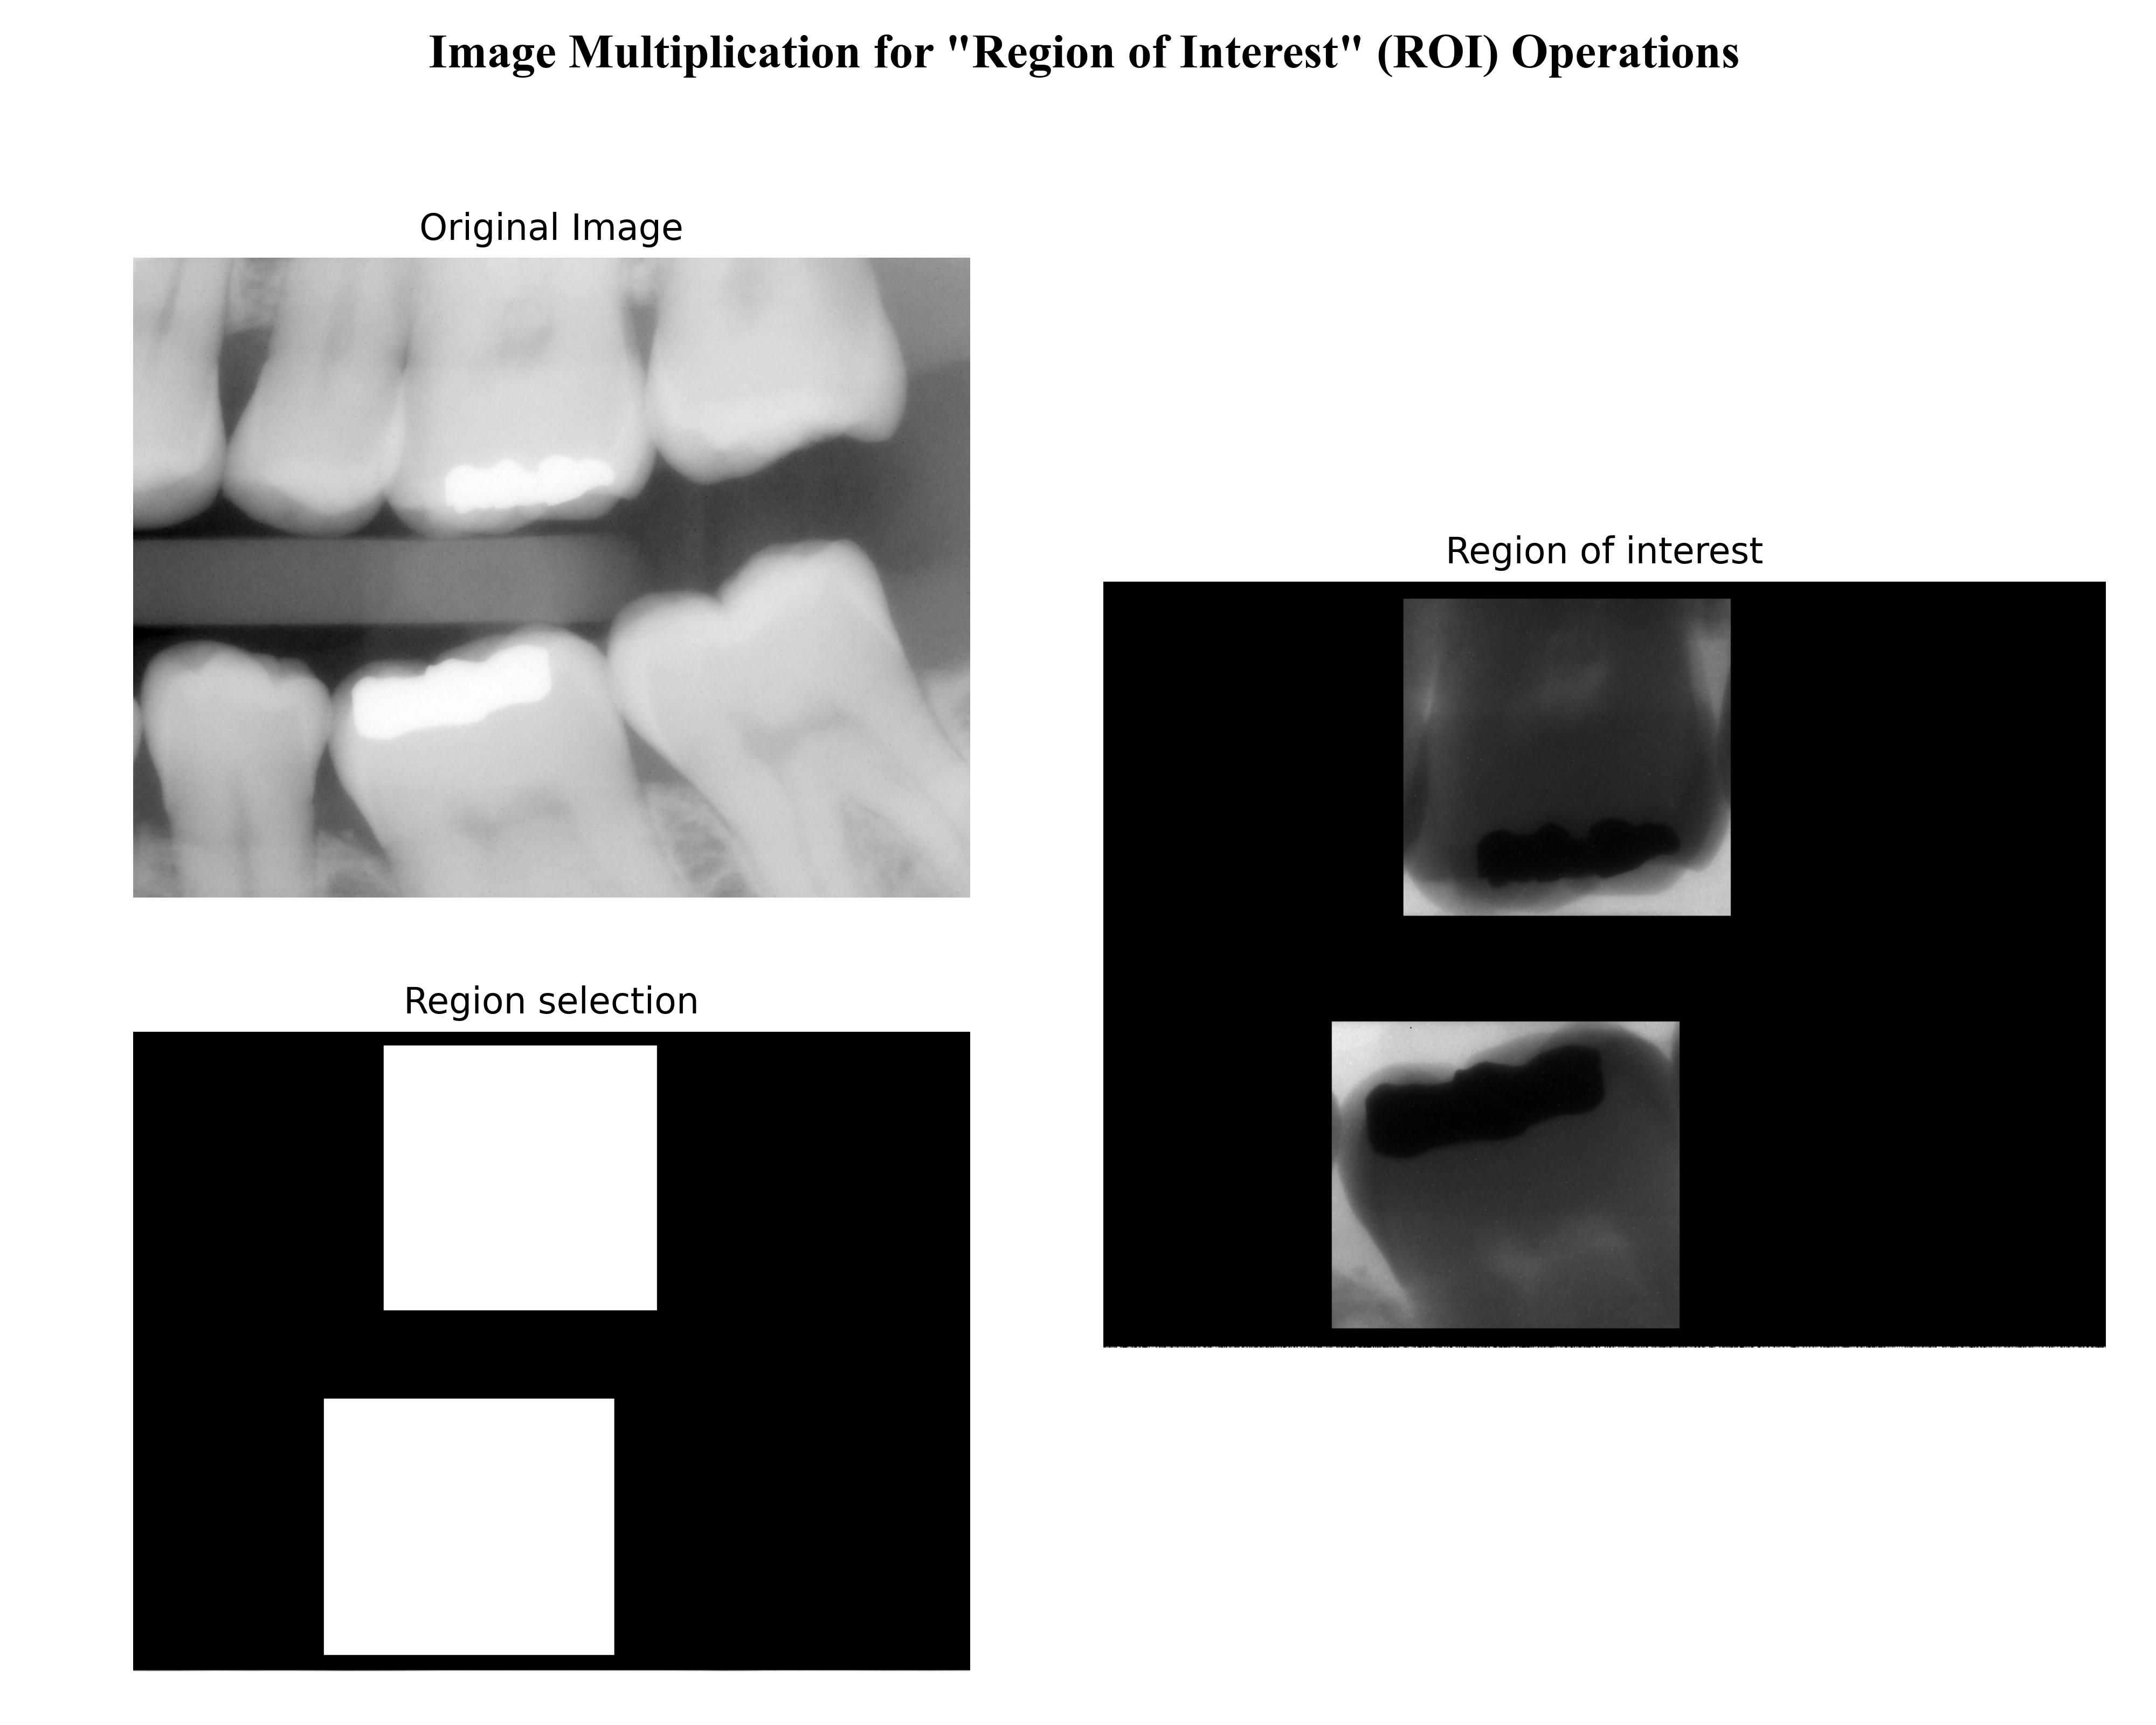 Image Multiplication for "Region of Interest" (ROI) Operations
Original Image
Region of interest
Region selection